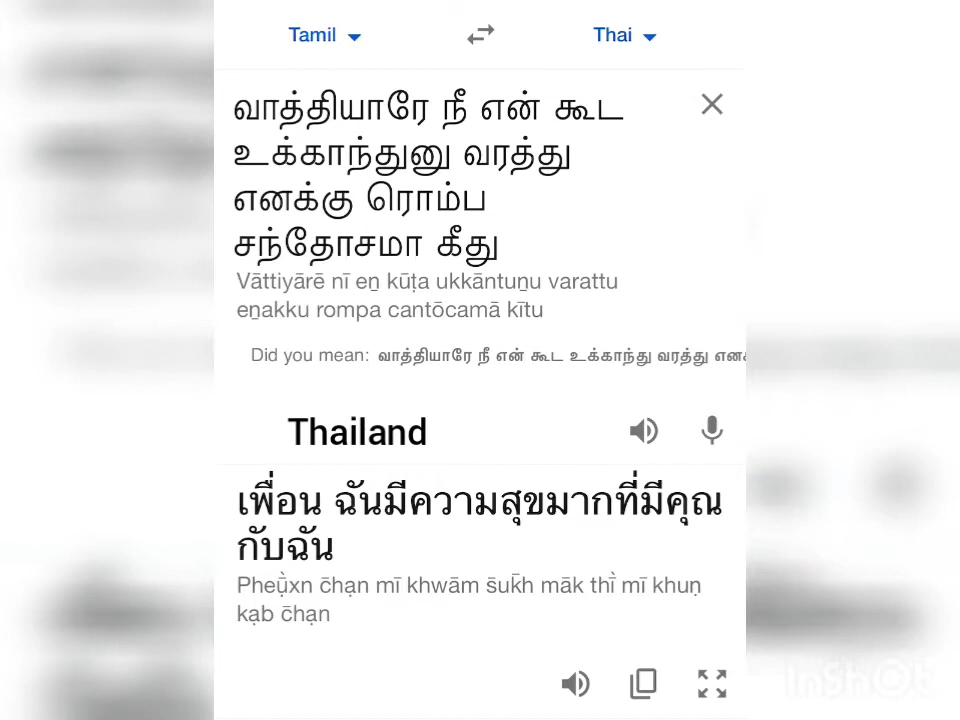 Tamil
Thai
வாத்தியாரே நீ என் கூட
உக்காந்துனு வரத்து
எனக்கு ரொம்ப
சந்தோசமா கீது
Vāttiyārē nī eṉ kūṭa ukkāntuṉu varattu
eṉakku rompa cantōcamā kītu
Did you mean: வாத்தியாரே நீ என் கூட உக்காந்து வரத்து
Thailand
เพื่อน ฉันมีความสุขมากที่มีคุณ
กับฉัน
Pheụ̄̀xn c̄hạn mī khwām s̄uk̄h māk thī̀ mī khuṇ
kạb c̄hạn
InShOt